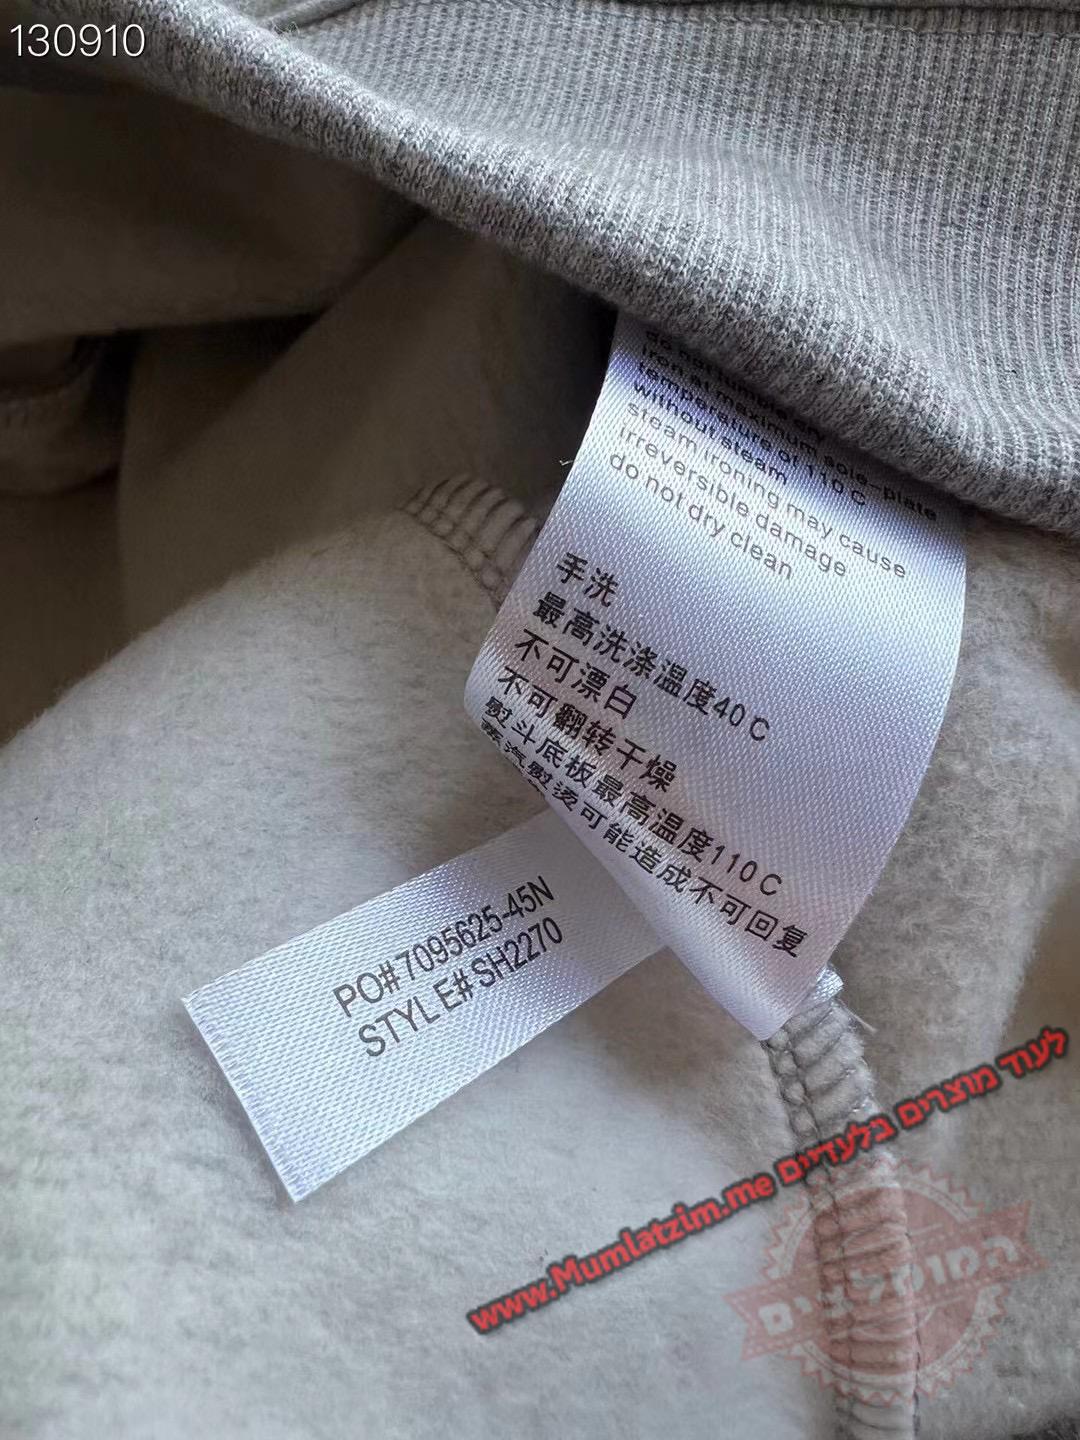 130910
do not tumble dry
iron at maximum sole-plate
temperature of 110 C
without steam
steam ironing may cause
irreversible damage
do not dry clean
手洗
最高洗涤温度40 C
不可漂白
不可翻转干燥
熨斗底板最高温度110 C
蒸汽熨烫可能造成不可回复
PO#7095625-45N
STYLE#SH2270
לעוד מוצרים בלעדיים www.Mumlatzim.me
המומלצים